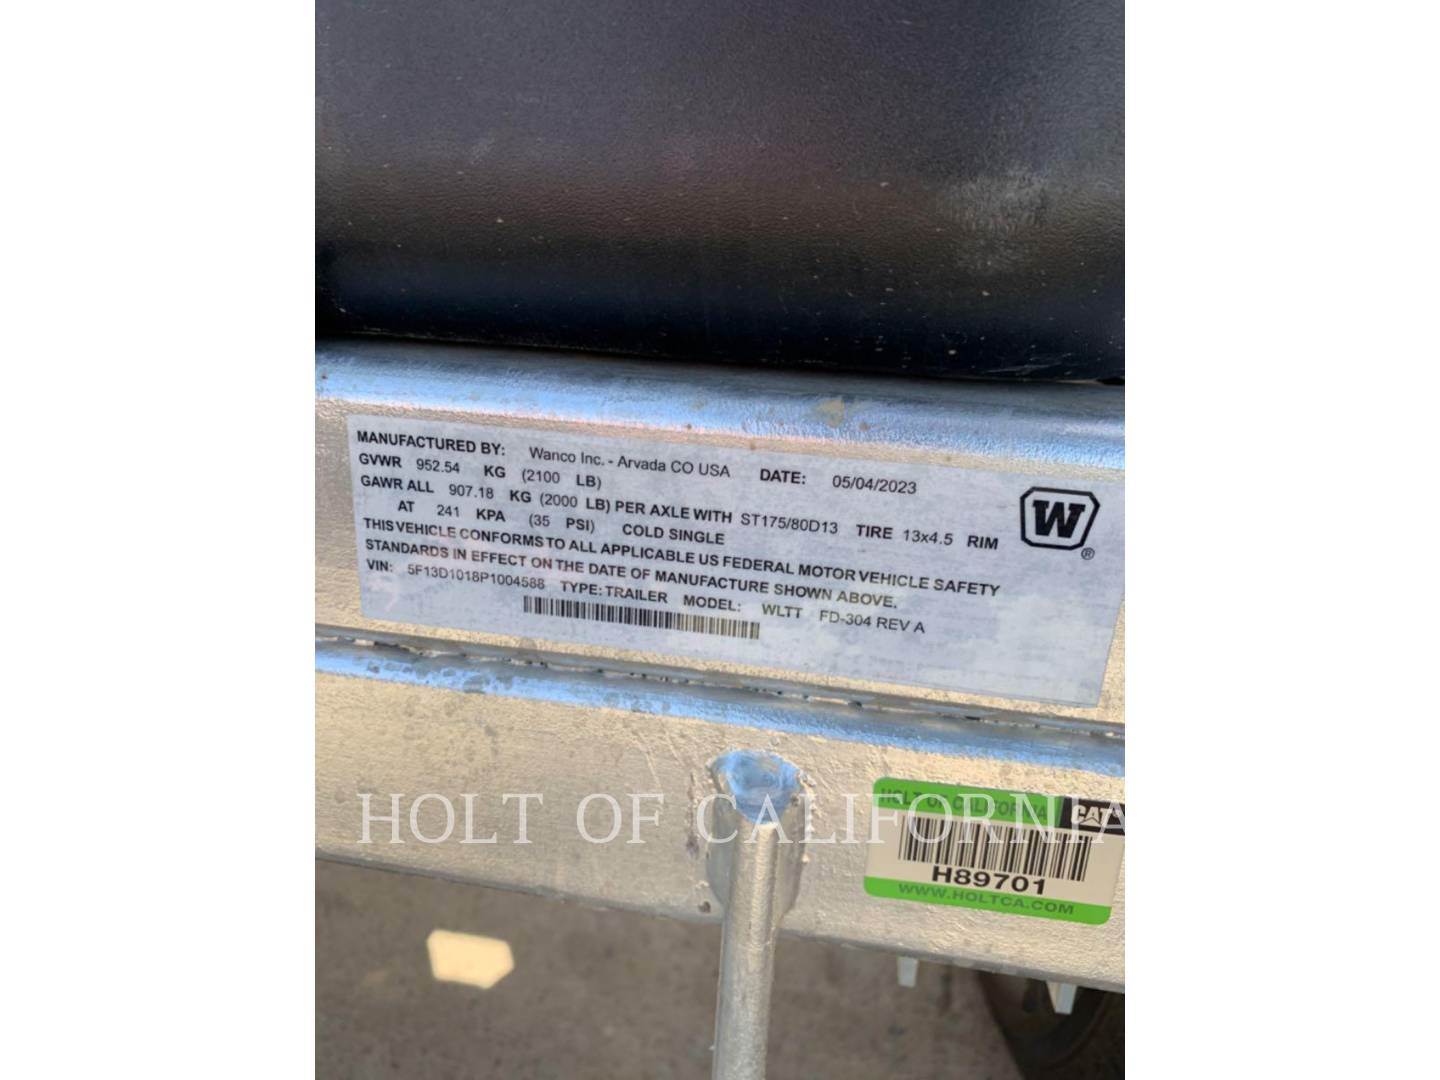 MANUFACTURED BY: Wanco Inc. - Arvada CO USA DATE: 05/04/2023
GVWR 952.54 KG (2100 LB)
GAWR ALL 907.18 KG (2000 LB) PER AXLE WITH ST175/80D13 TIRE 13x4.5 RIM
AT 241 KPA (35 PSI) COLD SINGLE
THIS VEHICLE CONFORMS TO ALL APPLICABLE US FEDERAL MOTOR VEHICLE SAFETY
STANDARDS IN EFFECT ON THE DATE OF MANUFACTURE SHOWN ABOVE.
VIN: 5F13D1018P1004588 TYPE: TRAILER MODEL: WLTT FD-304 REV A
W ®
HOLT OF CALIFORNIA
HOLT OF CALIFORNIA CAT
H89701
WWW.HOLTCA.COM